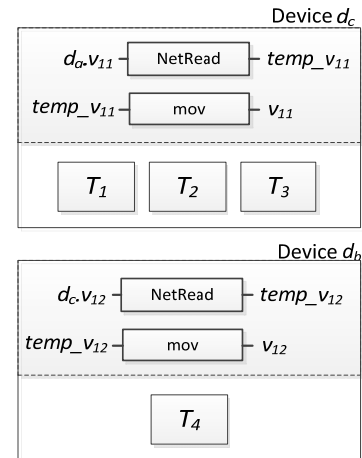 Device d_c
d_a.v_11 NetRead temp_v_11
temp_v_11 mov v_11
T_1 T_2 T_3
Device d_b
d_c.v_12 NetRead temp_v_12
temp_v_12 mov v_12
T_4